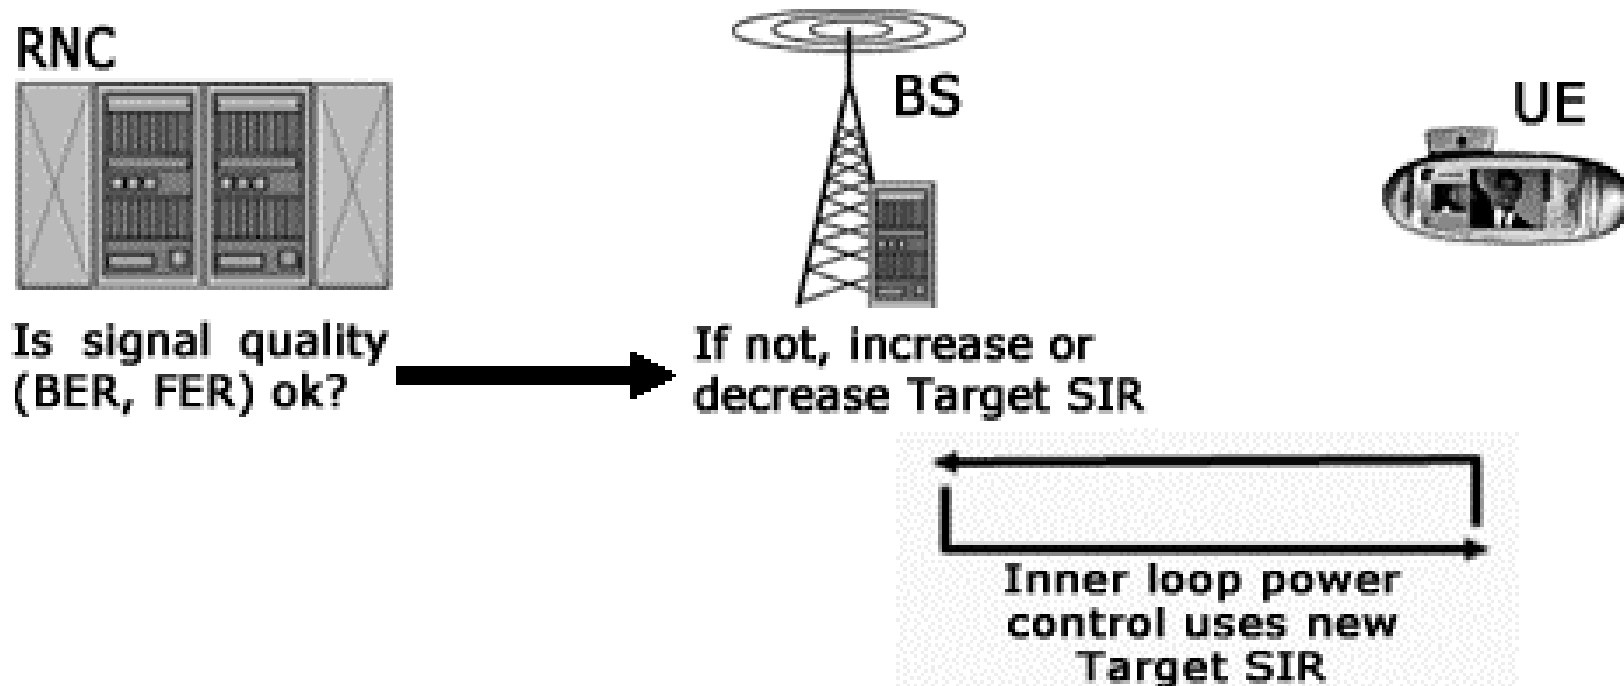 RNC
BS
UE
Is signal quality
(BER, FER) ok?
If not, increase or
decrease Target SIR
Inner loop power
control uses new
Target SIR